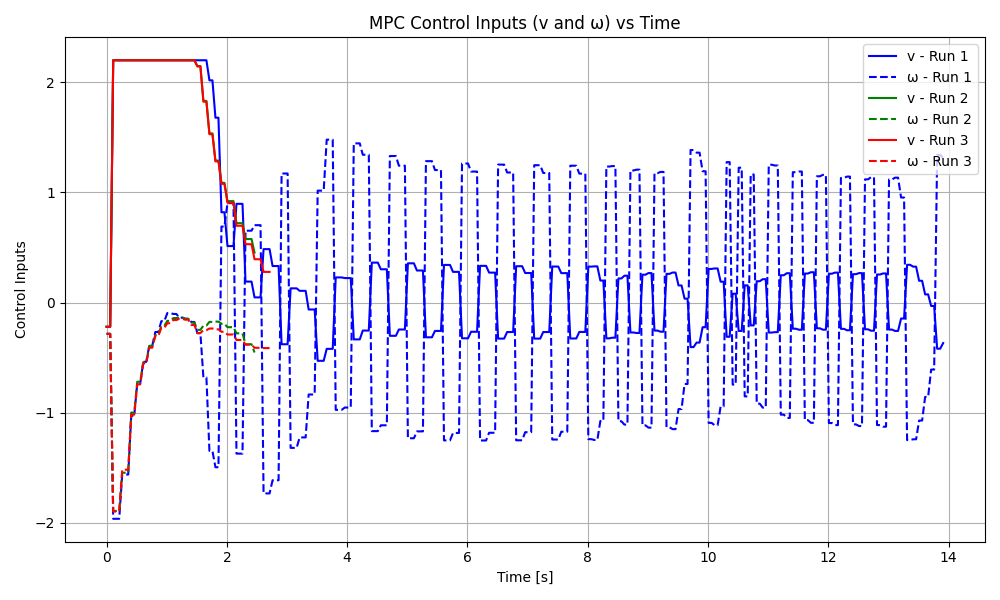 MPC Control Inputs (v and ω) vs Time
v - Run 1
ω - Run 1
v - Run 2
ω - Run 2
v - Run 3
ω - Run 3
Control Inputs
2
1
0
−1
−2
0 2 4 6 8 10 12 14
Time [s]